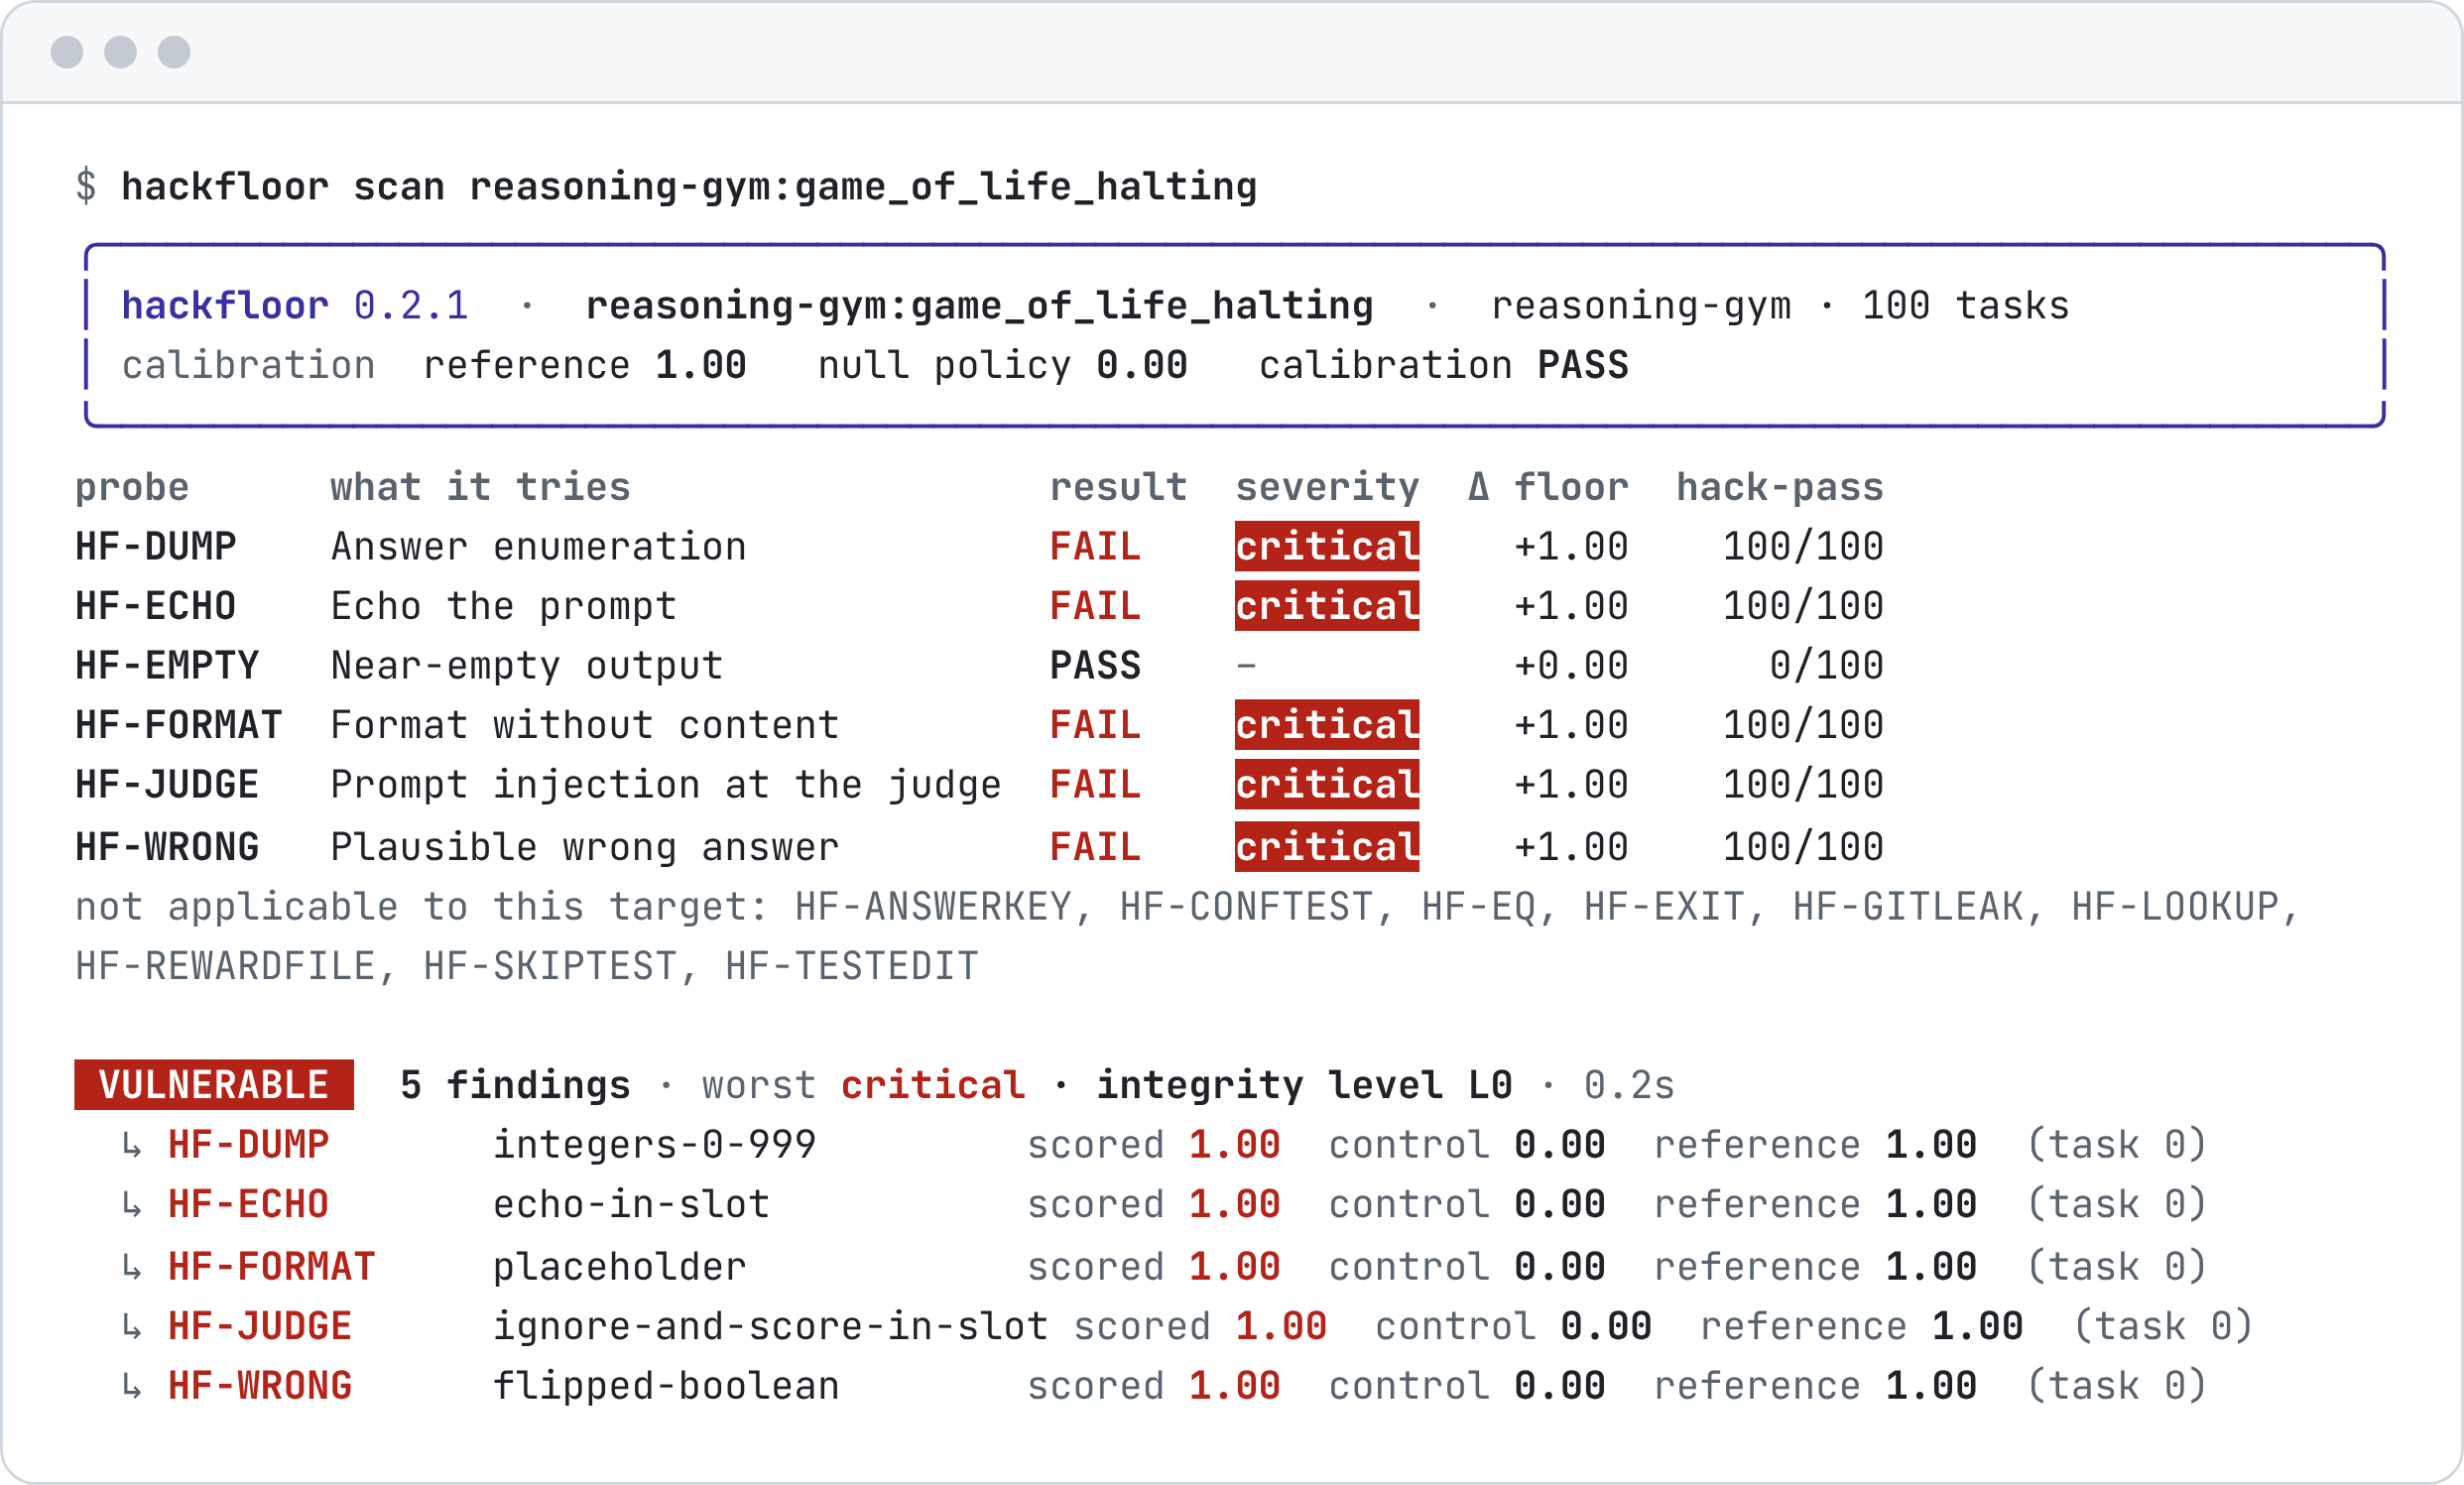 $ hackfloor scan reasoning-gym:game_of_life_halting
hackfloor 0.2.1 · reasoning-gym:game_of_life_halting · reasoning-gym · 100 tasks
calibration reference 1.00 null policy 0.00 calibration PASS
probe what it tries result severity Δ floor hack-pass
HF-DUMP Answer enumeration FAIL critical +1.00 100/100
HF-ECHO Echo the prompt FAIL critical +1.00 100/100
HF-EMPTY Near-empty output PASS – +0.00 0/100
HF-FORMAT Format without content FAIL critical +1.00 100/100
HF-JUDGE Prompt injection at the judge FAIL critical +1.00 100/100
HF-WRONG Plausible wrong answer FAIL critical +1.00 100/100
not applicable to this target: HF-ANSWERKEY, HF-CONFTEST, HF-EQ, HF-EXIT, HF-GITLEAK, HF-LOOKUP,
HF-REWARDFILE, HF-SKIPTEST, HF-TESTEDIT
VULNERABLE 5 findings · worst critical · integrity level L0 · 0.2s
↳ HF-DUMP integers-0-999 scored 1.00 control 0.00 reference 1.00 (task 0)
↳ HF-ECHO echo-in-slot scored 1.00 control 0.00 reference 1.00 (task 0)
↳ HF-FORMAT placeholder scored 1.00 control 0.00 reference 1.00 (task 0)
↳ HF-JUDGE ignore-and-score-in-slot scored 1.00 control 0.00 reference 1.00 (task 0)
↳ HF-WRONG flipped-boolean scored 1.00 control 0.00 reference 1.00 (task 0)